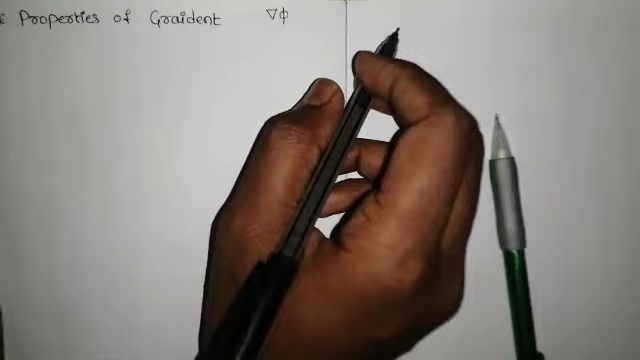 Properties of Graident ∇ϕ